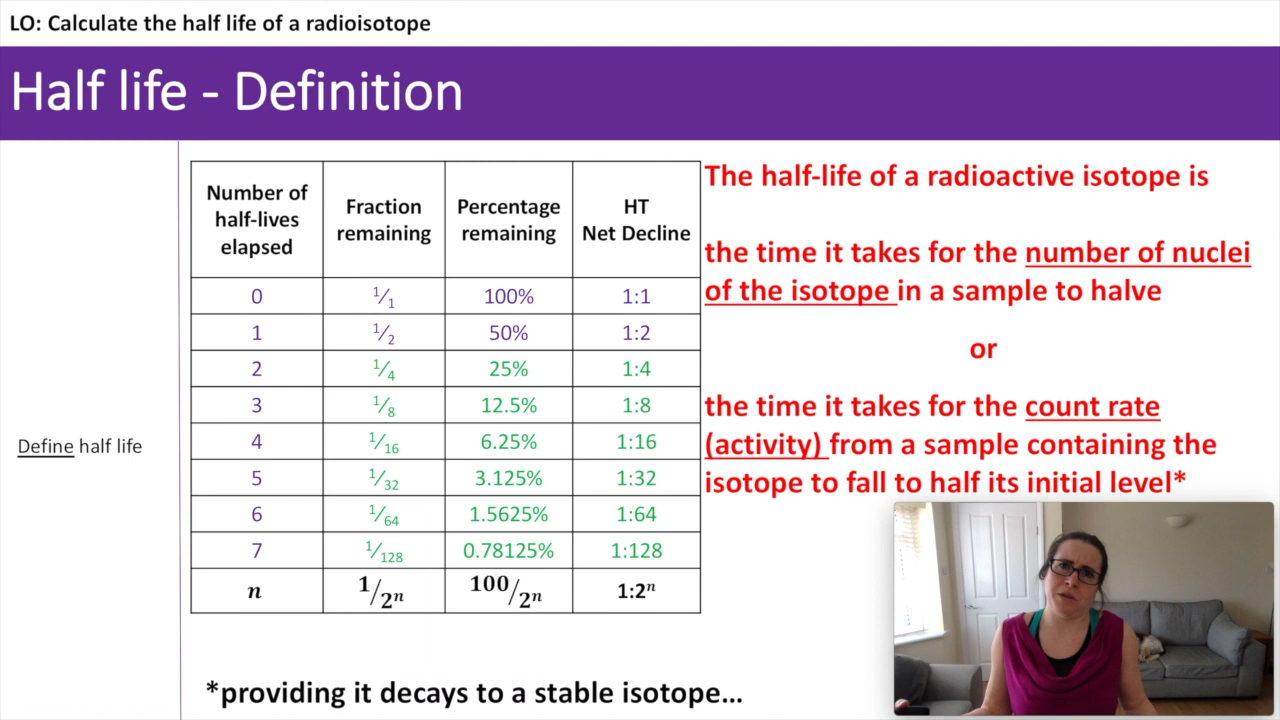 LO: Calculate the half life of a radioisotope
Half life - Definition
Define half life
Number of half-lives elapsed Fraction remaining Percentage remaining HT Net Decline
0 1/1 100% 1:1
1 1/2 50% 1:2
2 1/4 25% 1:4
3 1/8 12.5% 1:8
4 1/16 6.25% 1:16
5 1/32 3.125% 1:32
6 1/64 1.5625% 1:64
7 1/128 0.78125% 1:128
n 1/2ⁿ 100/2ⁿ 1:2ⁿ
The half-life of a radioactive isotope is
the time it takes for the number of nuclei
of the isotope in a sample to halve
or
the time it takes for the count rate
(activity) from a sample containing the
isotope to fall to half its initial level*
*providing it decays to a stable isotope…